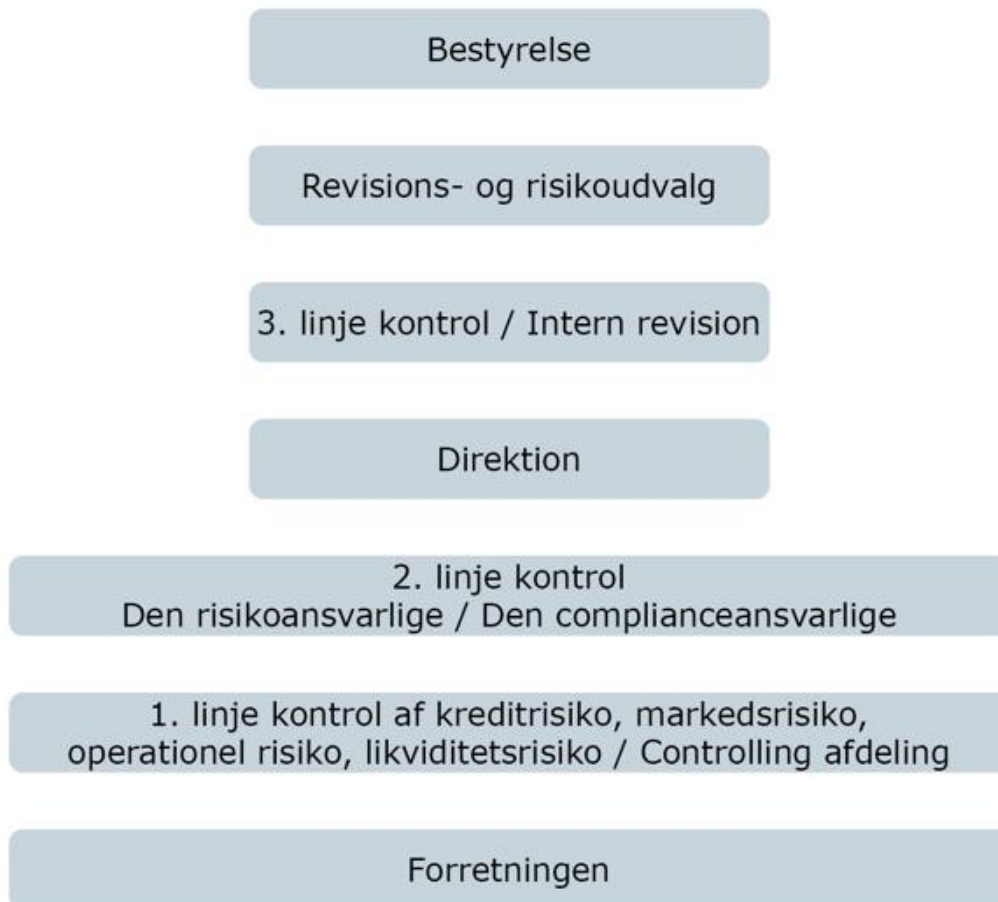 Bestyrelse
Revisions- og risikoudvalg
3. linje kontrol / Intern revision
Direktion
2. linje kontrol
Den risikoansvarlige / Den complianceansvarlige
1. linje kontrol af kreditrisiko, markedsrisiko,
operationel risiko, likviditetsrisiko / Controlling afdeling
Forretningen